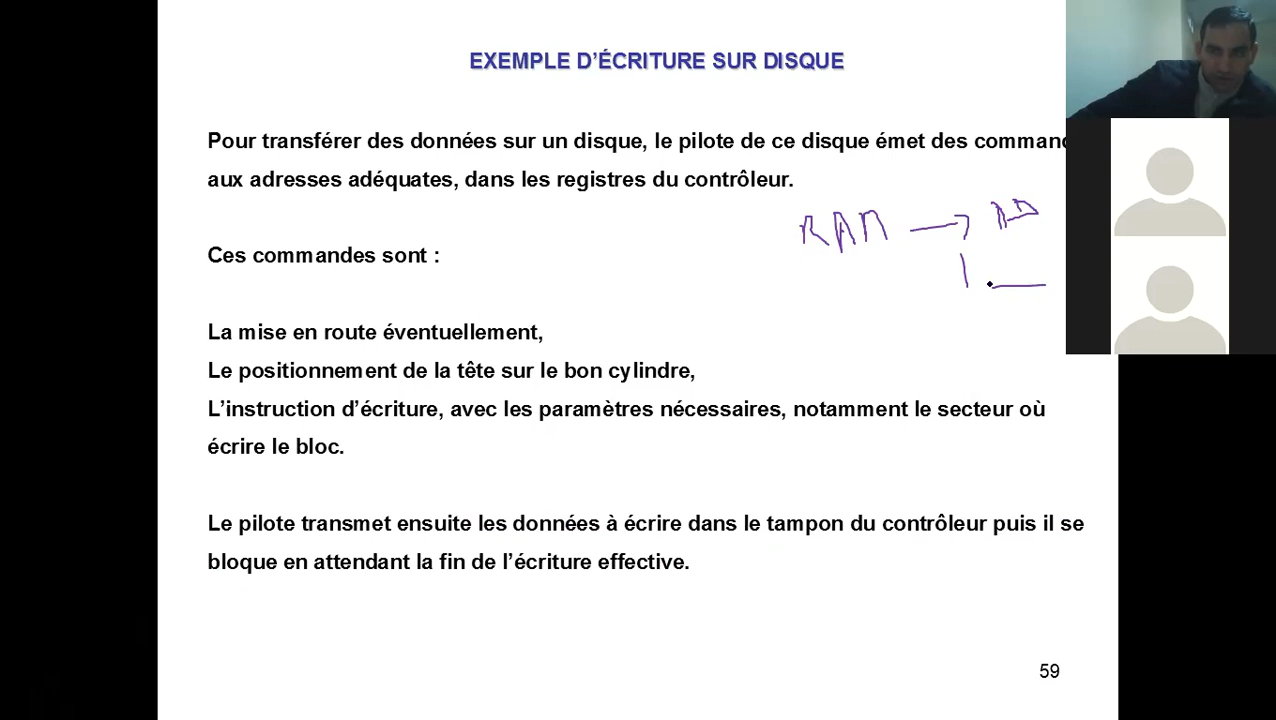 EXEMPLE D'ÉCRITURE SUR DISQUE
Pour transférer des données sur un disque, le pilote de ce disque émet des command
aux adresses adéquates, dans les registres du contrôleur.
RAM →
Ces commandes sont :
La mise en route éventuellement,
Le positionnement de la tête sur le bon cylindre,
L'instruction d'écriture, avec les paramètres nécessaires, notamment le secteur où
écrire le bloc.
Le pilote transmet ensuite les données à écrire dans le tampon du contrôleur puis il se
bloque en attendant la fin de l'écriture effective.
59